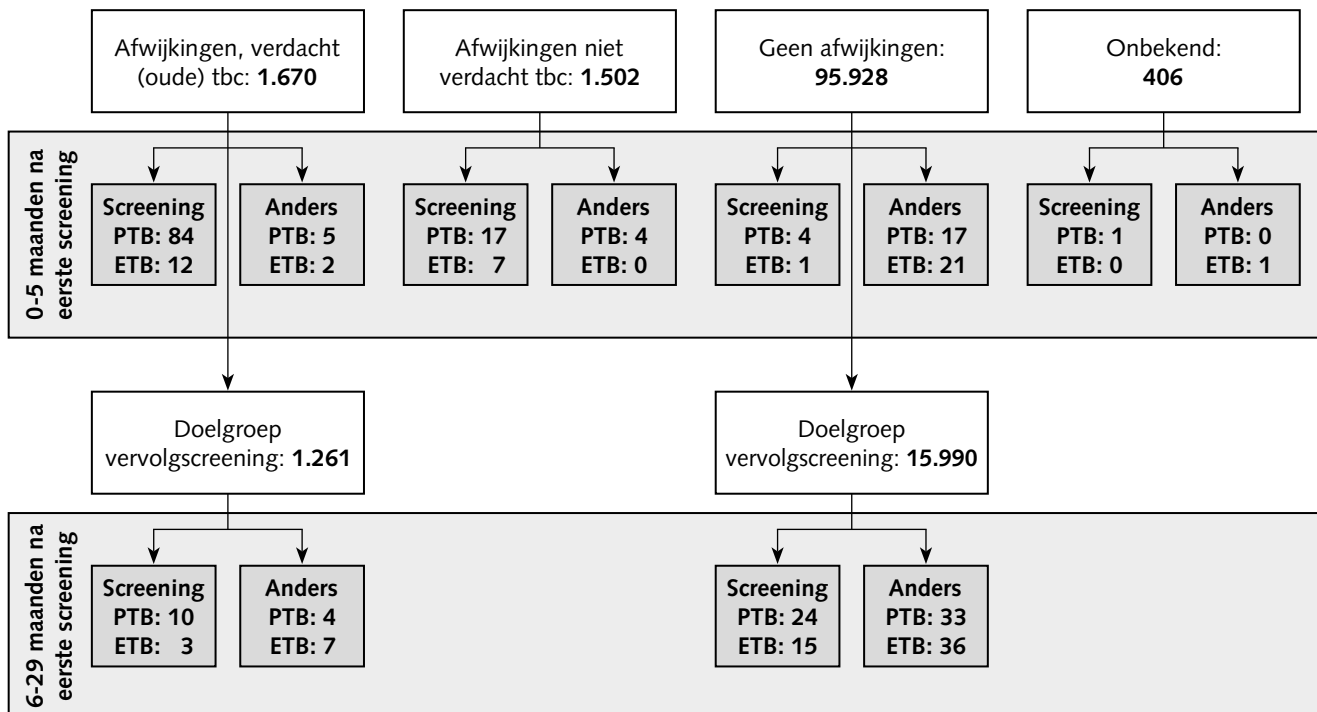 Afwijkingen, verdacht
(oude) tbc: 1.670
Afwijkingen niet
verdacht tbc: 1.502
Geen afwijkingen:
95.928
Onbekend:
406
0-5 maanden na
eerste screening
Screening
PTB: 84
ETB: 12
Anders
PTB: 5
ETB: 2
Screening
PTB: 17
ETB: 7
Anders
PTB: 4
ETB: 0
Screening
PTB: 4
ETB: 1
Anders
PTB: 17
ETB: 21
Screening
PTB: 1
ETB: 0
Anders
PTB: 0
ETB: 1
Doelgroep
vervolgscreening: 1.261
Doelgroep
vervolgscreening: 15.990
6-29 maanden na
eerste screening
Screening
PTB: 10
ETB: 3
Anders
PTB: 4
ETB: 7
Screening
PTB: 24
ETB: 15
Anders
PTB: 33
ETB: 36